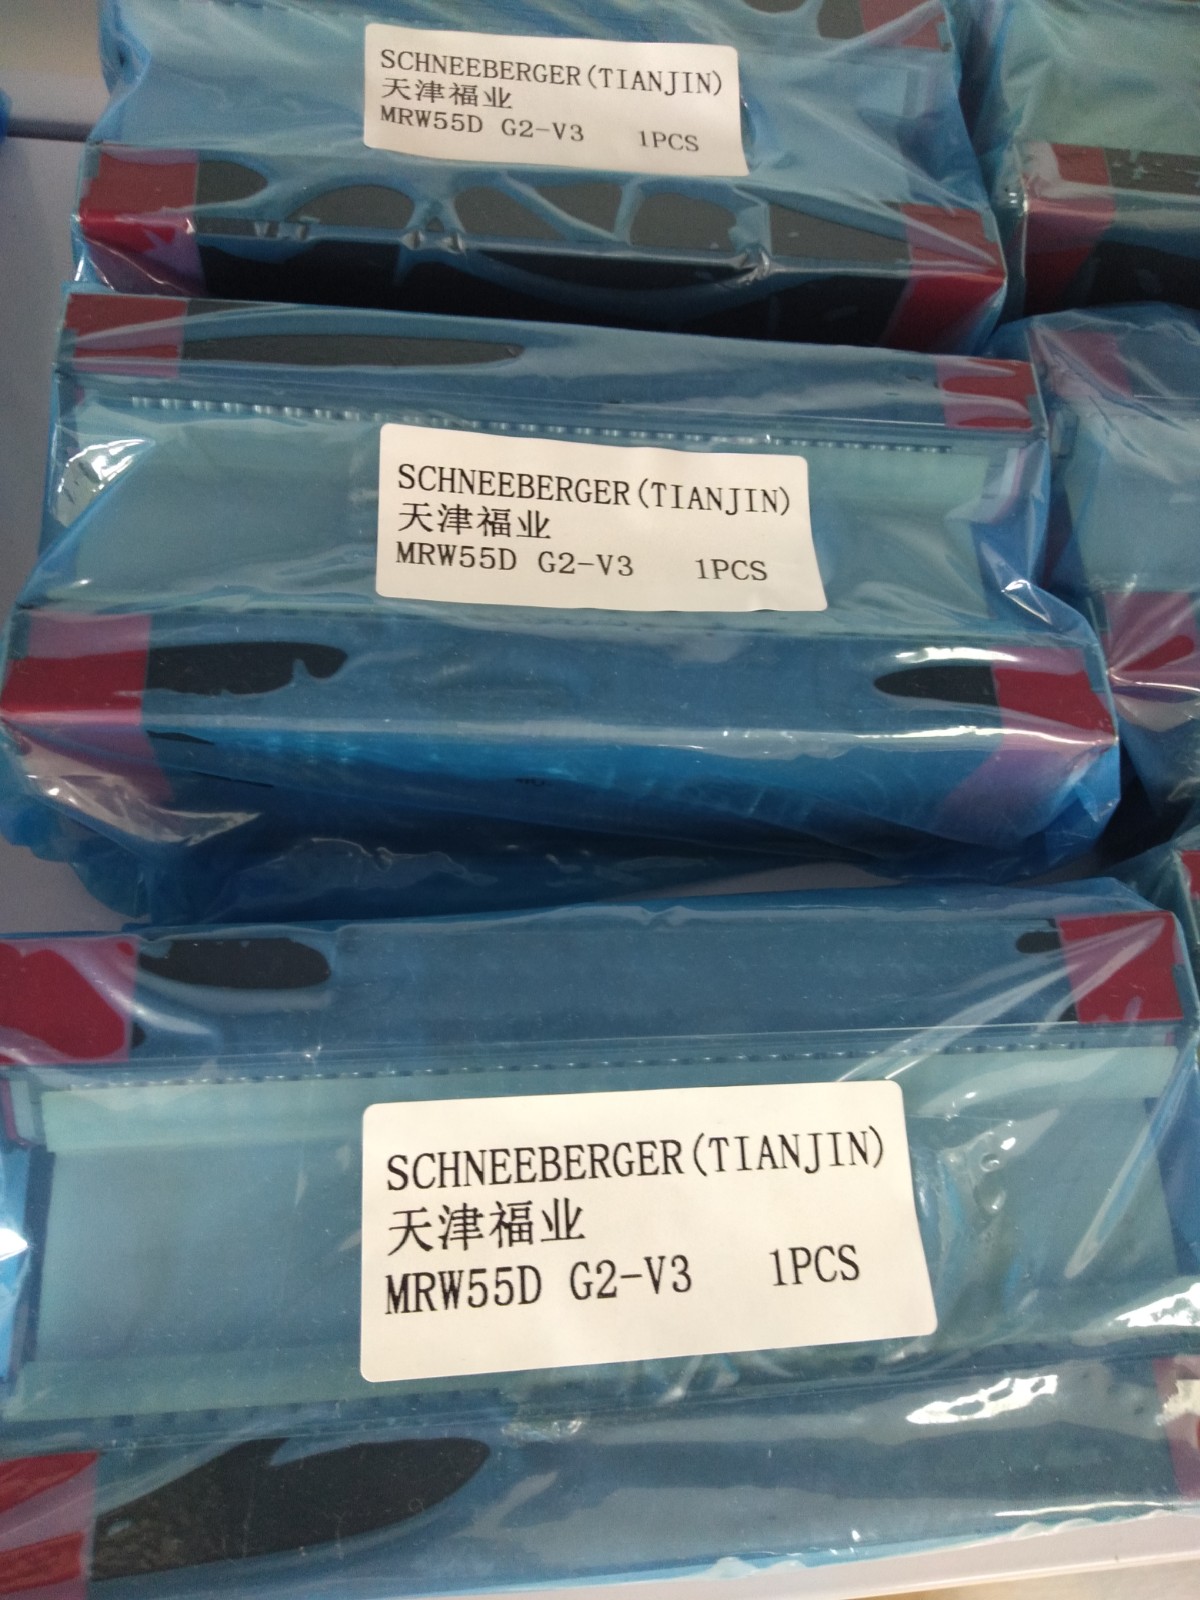 SCHNEEBERGER(TIANJIN)
天津福业
MRW55D G2-V3 1PCS
SCHNEEBERGER(TIANJIN)
天津福业
MRW55D G2-V3 1PCS
SCHNEEBERGER(TIANJIN)
天津福业
MRW55D G2-V3 1PCS